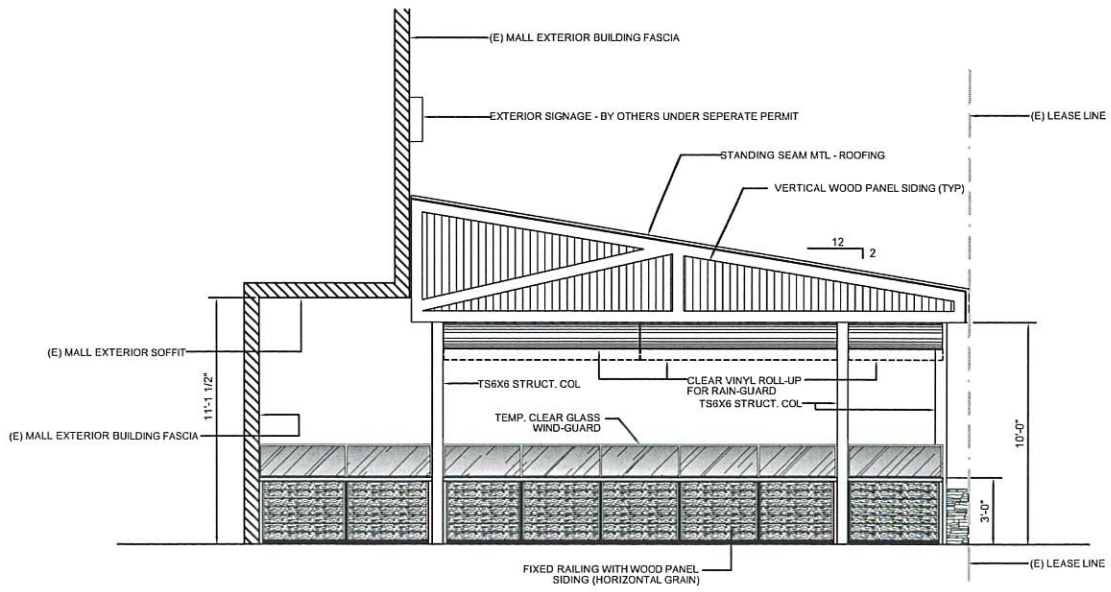 (E) MALL EXTERIOR BUILDING FASCIA
EXTERIOR SIGNAGE - BY OTHERS UNDER SEPERATE PERMIT
(E) LEASE LINE
STANDING SEAM MTL - ROOFING
VERTICAL WOOD PANEL SIDING (TYP)
12
2
(E) MALL EXTERIOR SOFFIT
11'-1 1/2"
TS6X6 STRUCT. COL
CLEAR VINYL ROLL-UP
FOR RAIN-GUARD
TS6X6 STRUCT. COL
TEMP. CLEAR GLASS
WIND-GUARD
(E) MALL EXTERIOR BUILDING FASCIA
10'-0"
3'-0"
FIXED RAILING WITH WOOD PANEL
SIDING (HORIZONTAL GRAIN)
(E) LEASE LINE